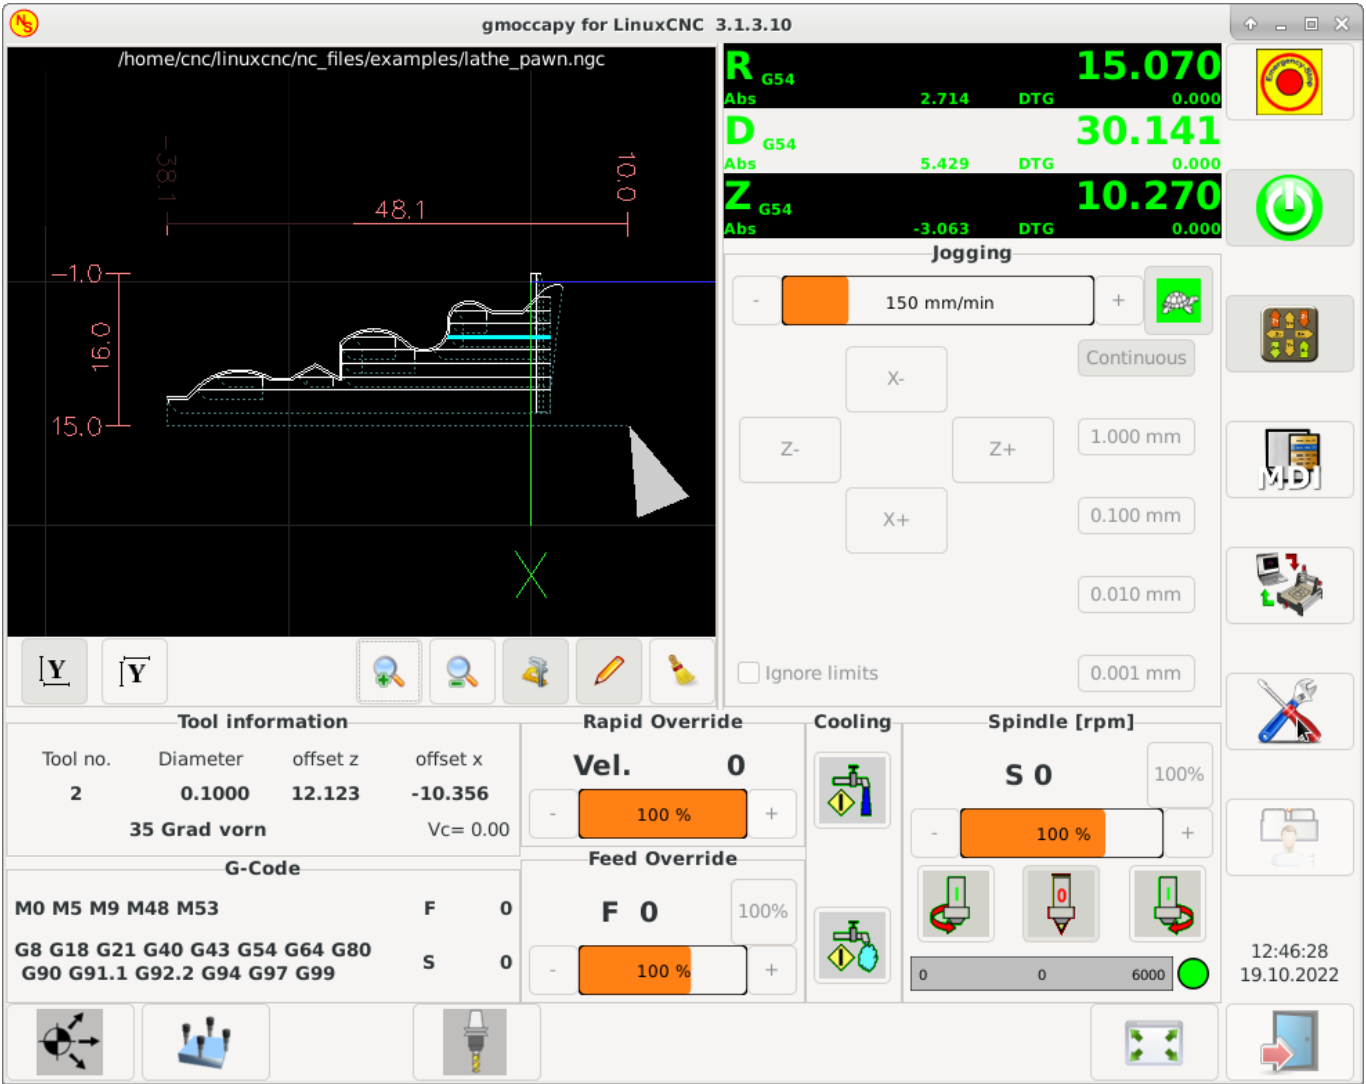 gmoccapy for LinuxCNC 3.1.3.10
/home/cnc/linuxcnc/nc_files/examples/lathe_pawn.ngc
-38.1
10.0
48.1
-1.0
16.0
15.0
X
R G54 15.070
Abs 2.714 DTG 0.000
D G54 30.141
Abs 5.429 DTG 0.000
Z G54 10.270
Abs -3.063 DTG 0.000
Jogging
- 150 mm/min +
Continuous
X-
Z- Z+
X+
1.000 mm
0.100 mm
0.010 mm
0.001 mm
Ignore limits
Emergency-Stop
MDI
Y Y
Tool information
Tool no. Diameter offset z offset x
2 0.1000 12.123 -10.356
35 Grad vorn Vc= 0.00
G-Code
M0 M5 M9 M48 M53 F 0
G8 G18 G21 G40 G43 G54 G64 G80
G90 G91.1 G92.2 G94 G97 G99
S 0
Rapid Override
Vel. 0
- 100 % +
Feed Override
F 0 100%
- 100 % +
Cooling
Spindle [rpm]
S 0 100%
- 100 % +
I 0 I
0 0 6000
12:46:28
19.10.2022